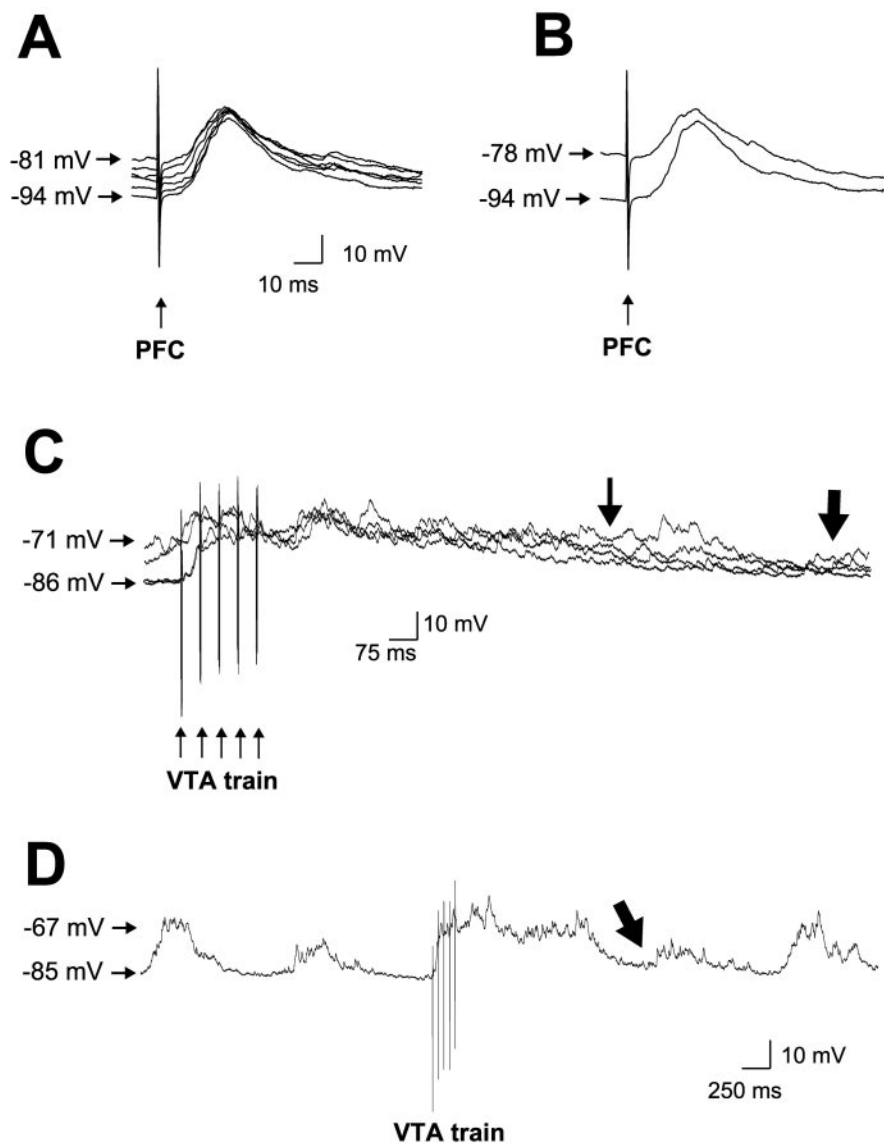 A
-81 mV
-94 mV
10 mV
10 ms
PFC
B
-78 mV
-94 mV
PFC
C
-71 mV
-86 mV
10 mV
75 ms
VTA train
D
-67 mV
-85 mV
10 mV
250 ms
VTA train